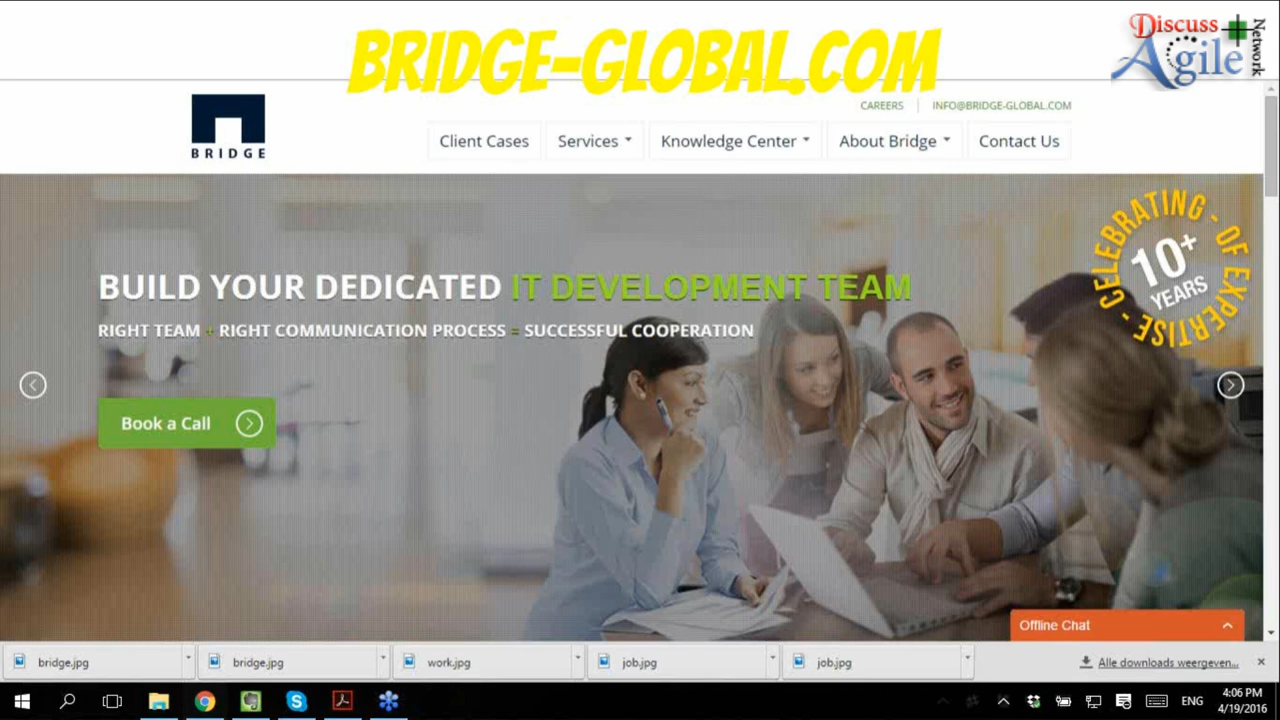 BRIDGE-GLOBAL.COM
Discuss
Agile
Network
CAREERS
INFO@BRIDGE-GLOBAL.COM
BRIDGE
Client Cases
Services
Knowledge Center
About Bridge
Contact Us
CELEBRATING - OF EXPERTISE -
10+
YEARS
BUILD YOUR DEDICATED IT DEVELOPMENT TEAM
RIGHT TEAM + RIGHT COMMUNICATION PROCESS = SUCCESSFUL COOPERATION
Book a Call
Offline Chat
bridge.jpg
bridge.jpg
work.jpg
job.jpg
job.jpg
Alle downloads weergeven...
ENG
4:06 PM
4/19/2016